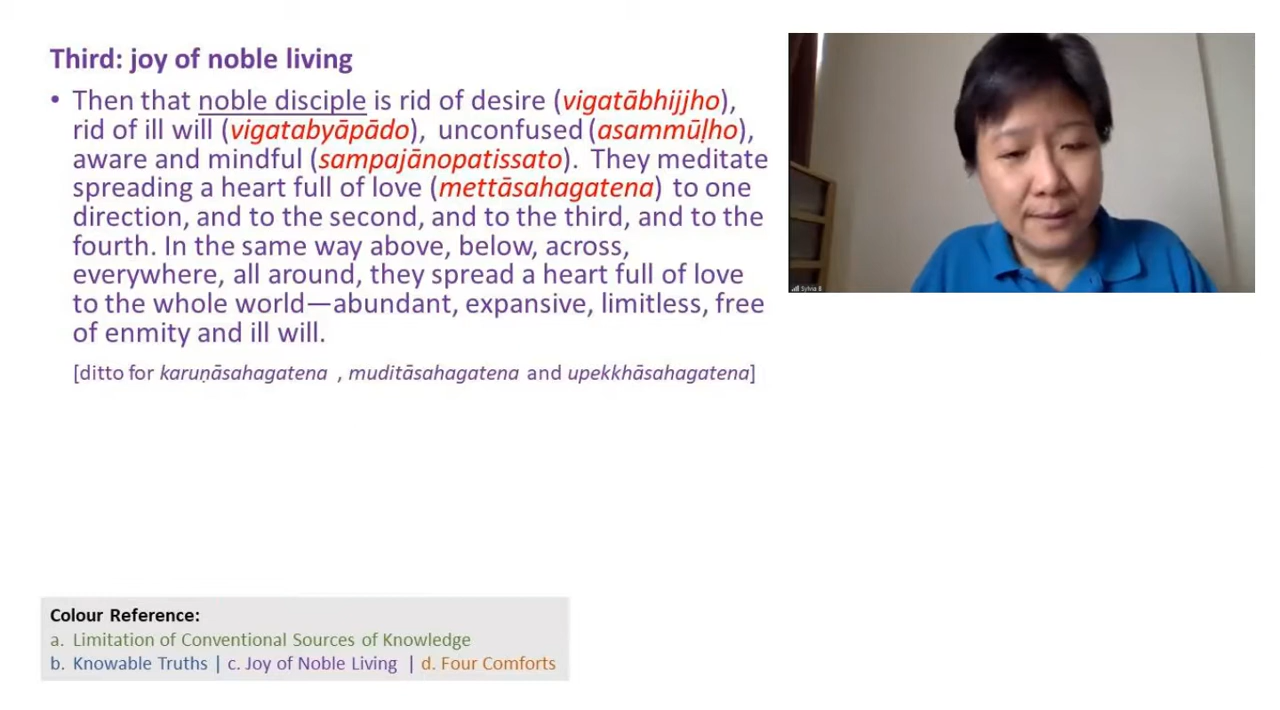 Third: joy of noble living
• Then that noble disciple is rid of desire (vigatābhijjho),
rid of ill will (vigatabyāpādo), unconfused (asammūḷho),
aware and mindful (sampajānopatissato). They meditate
spreading a heart full of love (mettāsahagatena) to one
direction, and to the second, and to the third, and to the
fourth. In the same way above, below, across,
everywhere, all around, they spread a heart full of love
to the whole world—abundant, expansive, limitless, free
of enmity and ill will.
[ditto for karuṇāsahagatena , muditāsahagatena and upekkhāsahagatena]
Sylvia B
Colour Reference:
a. Limitation of Conventional Sources of Knowledge
b. Knowable Truths | c. Joy of Noble Living | d. Four Comforts